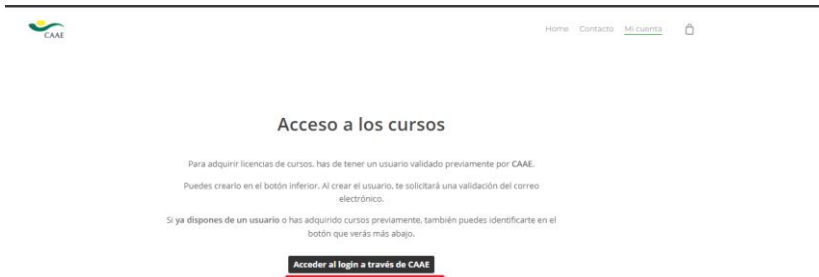 CAAE
Home Contacto Mi cuenta
Acceso a los cursos
Para adquirir licencias de cursos, has de tener un usuario validado previamente por CAAE.
Puedes crearlo en el botón inferior. Al crear el usuario, te solicitará una validación del correo
electrónico.
Si ya dispones de un usuario o has adquirido cursos previamente, también puedes identificarte en el
botón que verás más abajo.
Acceder al login a través de CAAE